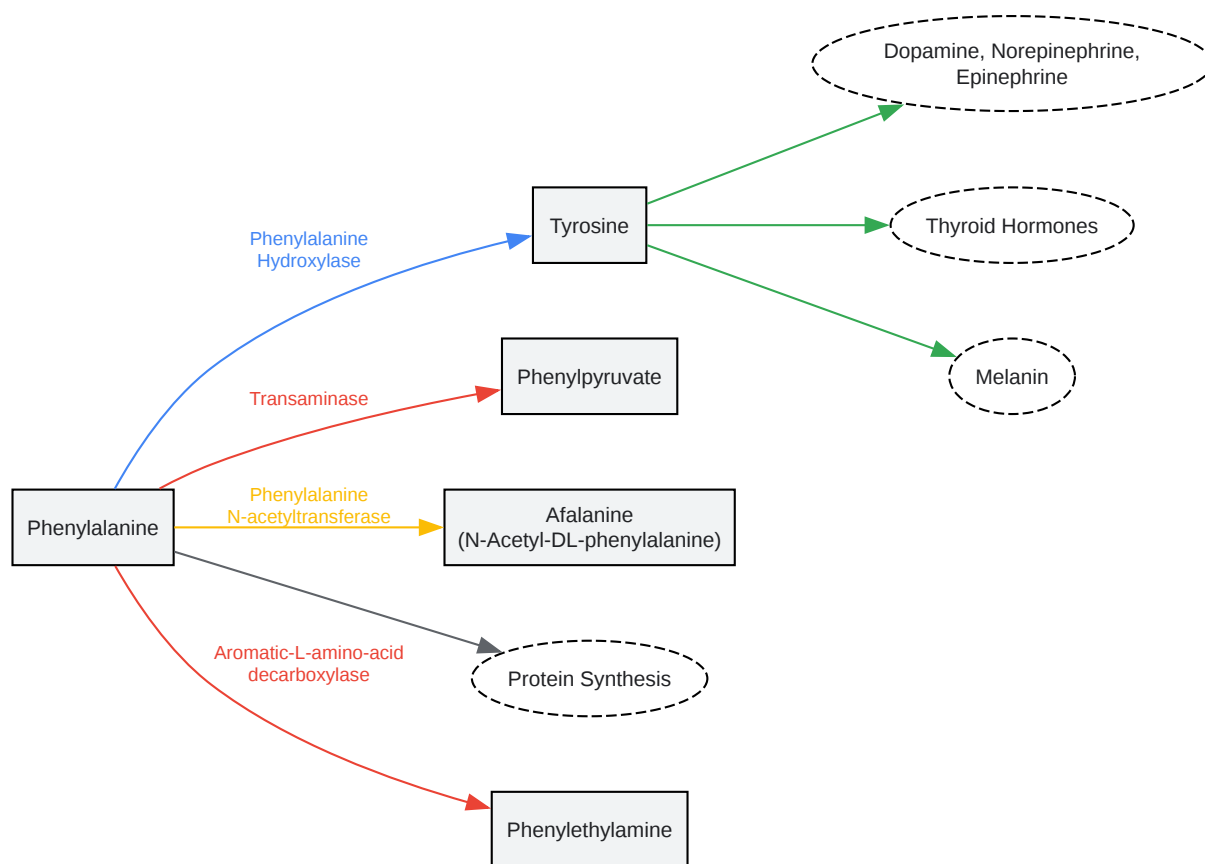 Dopamine, Norepinephrine,
Epinephrine
Tyrosine
Thyroid Hormones
Phenylalanine
Hydroxylase
Phenylpyruvate
Melanin
Transaminase
Phenylalanine
Phenylalanine
N-acetyltransferase
Afalanine
(N-Acetyl-DL-phenylalanine)
Aromatic-L-amino-acid
decarboxylase
Protein Synthesis
Phenylethylamine